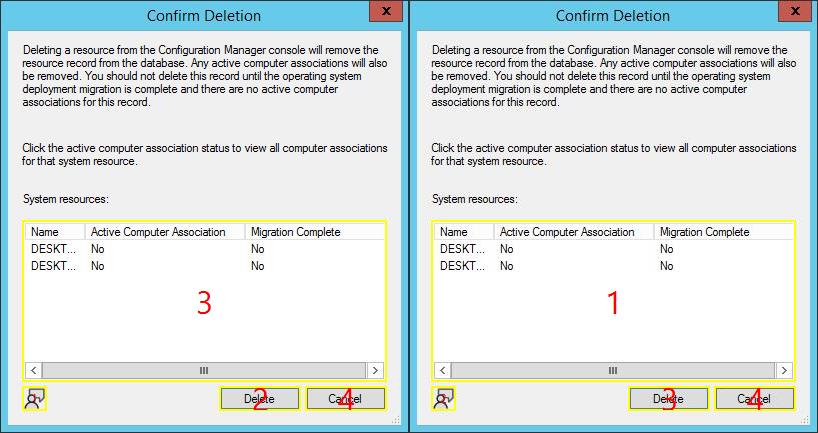 Confirm Deletion
X
Deleting a resource from the Configuration Manager console will remove the
resource record from the database. Any active computer associations will also
be removed. You should not delete this record until the operating system
deployment migration is complete and there are no active computer
associations for this record.
Click the active computer association status to view all computer associations
for that system resource.
System resources:
Name Active Computer Association Migration Complete
DESKT... No No
DESKT... No No
3
Delete
2
Cancel
4
Confirm Deletion
X
Deleting a resource from the Configuration Manager console will remove the
resource record from the database. Any active computer associations will also
be removed. You should not delete this record until the operating system
deployment migration is complete and there are no active computer
associations for this record.
Click the active computer association status to view all computer associations
for that system resource.
System resources:
Name Active Computer Association Migration Complete
DESKT... No No
DESKT... No No
1
Delete
3
Cancel
4